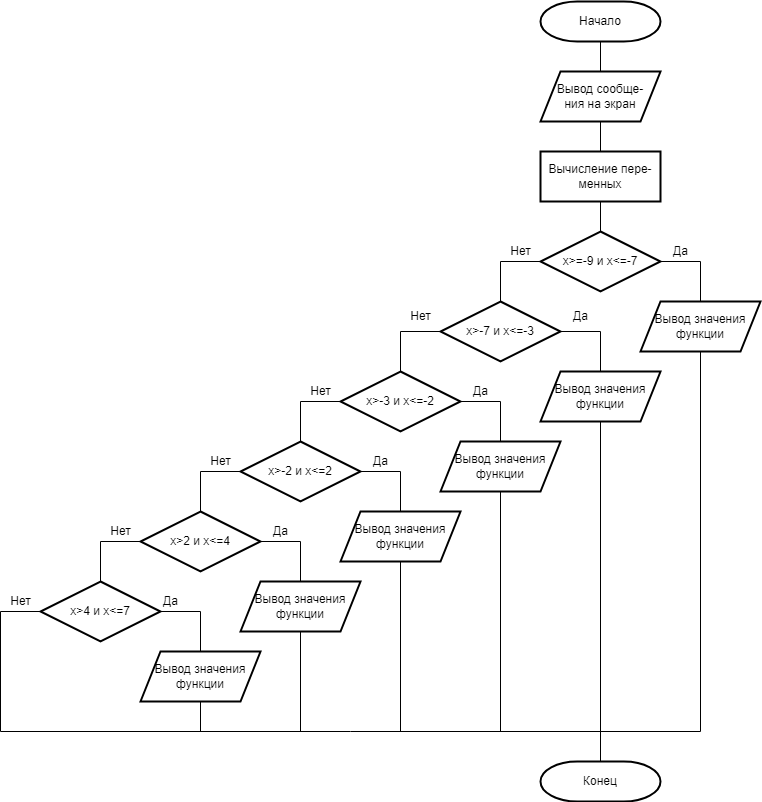 Начало
Вывод сообще-
ния на экран
Вычисление пере-
менных
Нет
x>=-9 и x<=-7
Да
Нет
x>-7 и x<=-3
Да
Вывод значения
функции
Нет
x>-3 и x<=-2
Да
Вывод значения
функции
Нет
x>-2 и x<=2
Да
Вывод значения
функции
Нет
x>2 и x<=4
Да
Вывод значения
функции
Нет
x>4 и x<=7
Да
Вывод значения
функции
Вывод значения
функции
Конец